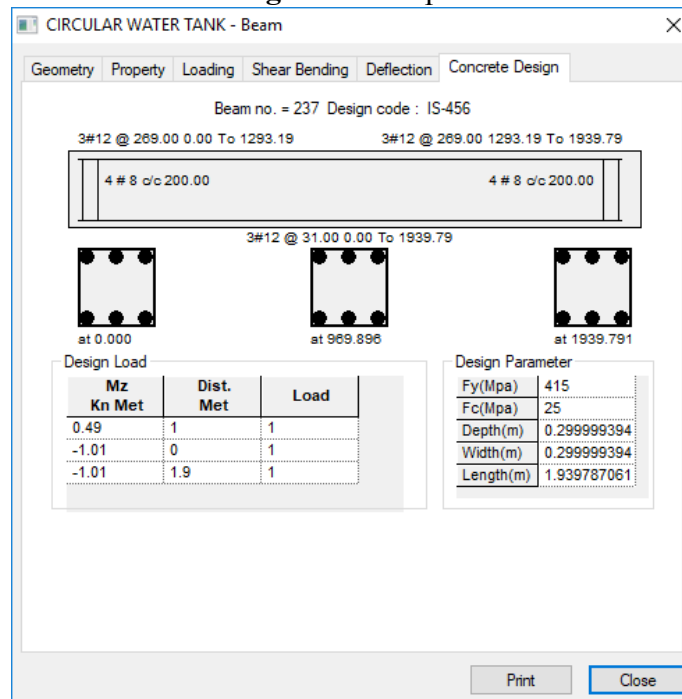 CIRCULAR WATER TANK - Beam
Geometry Property Loading Shear Bending Deflection Concrete Design
Beam no. = 237 Design code : IS-456
3#12 @ 269.00 0.00 To 1293.19 3#12 @ 269.00 1293.19 To 1939.79
4 # 8 c/c 200.00 4 # 8 c/c 200.00
3#12 @ 31.00 0.00 To 1939.79
at 0.000 at 969.896 at 1939.791
Design Load Design Parameter
Mz Kn Met Dist. Met Load
0.49 1 1
-1.01 0 1
-1.01 1.9 1
Fy(Mpa) 415
Fc(Mpa) 25
Depth(m) 0.299999394
Width(m) 0.299999394
Length(m) 1.939787061
Print Close